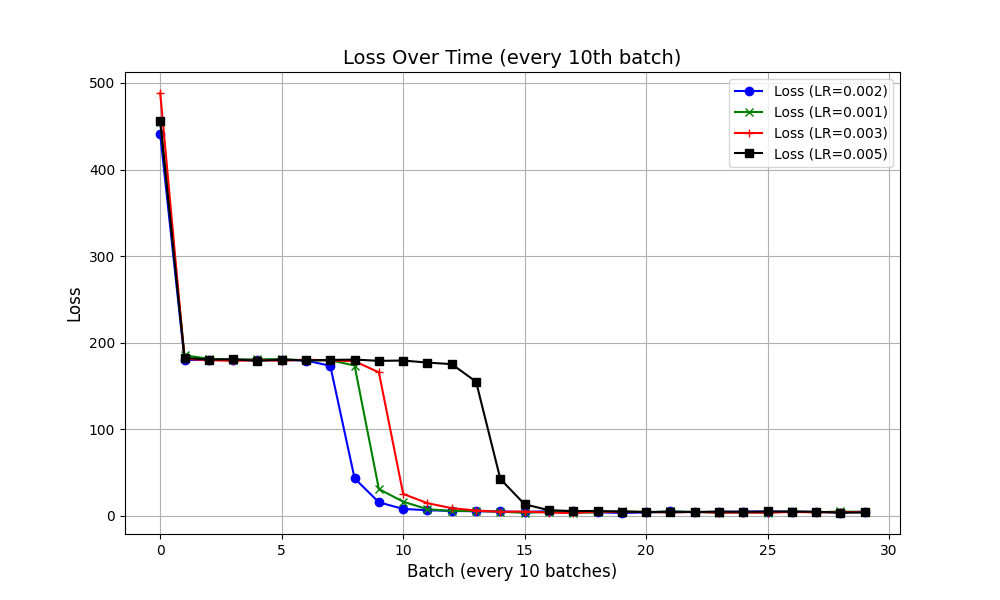 Loss Over Time (every 10th batch)
Loss (LR=0.002)
Loss (LR=0.001)
Loss (LR=0.003)
Loss (LR=0.005)
500
400
300
200
100
0
Loss
0 5 10 15 20 25 30
Batch (every 10 batches)